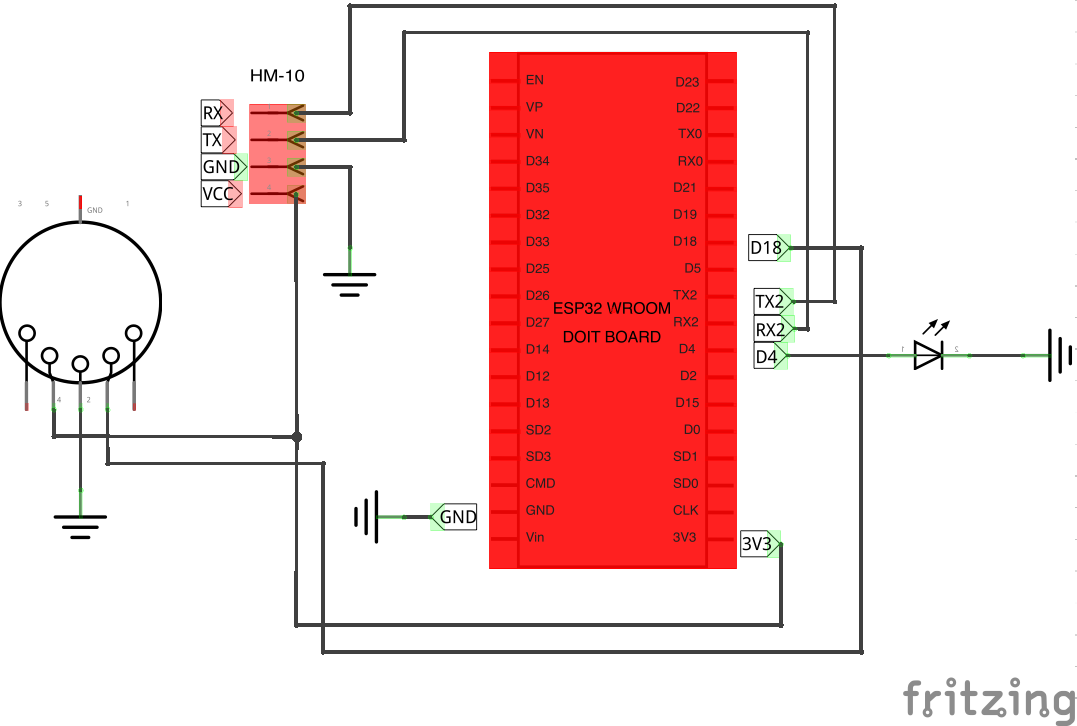 HM-10
RX
TX
GND
VCC
1
2
3
4
3 5 GND 1
4 2
EN D23
VP D22
VN TX0
D34 RX0
D35 D21
D32 D19
D33 D18
D25 D5
D26 TX2
ESP32 WROOM
D27 RX2
DOIT BOARD
D14 D4
D12 D2
D13 D15
SD2 D0
SD3 SD1
CMD SD0
GND CLK
Vin 3V3
D18
TX2
RX2
D4
1 2
GND
3V3
fritzing